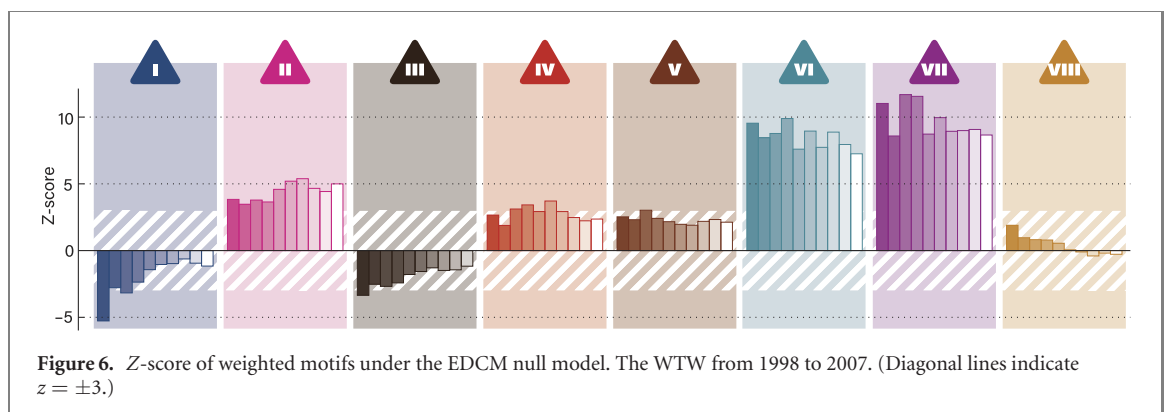 I II III IV V VI VII VIII
10
5
0
−5
Z-score
Figure 6. Z-score of weighted motifs under the EDCM null model. The WTW from 1998 to 2007. (Diagonal lines indicate
z = ±3.)